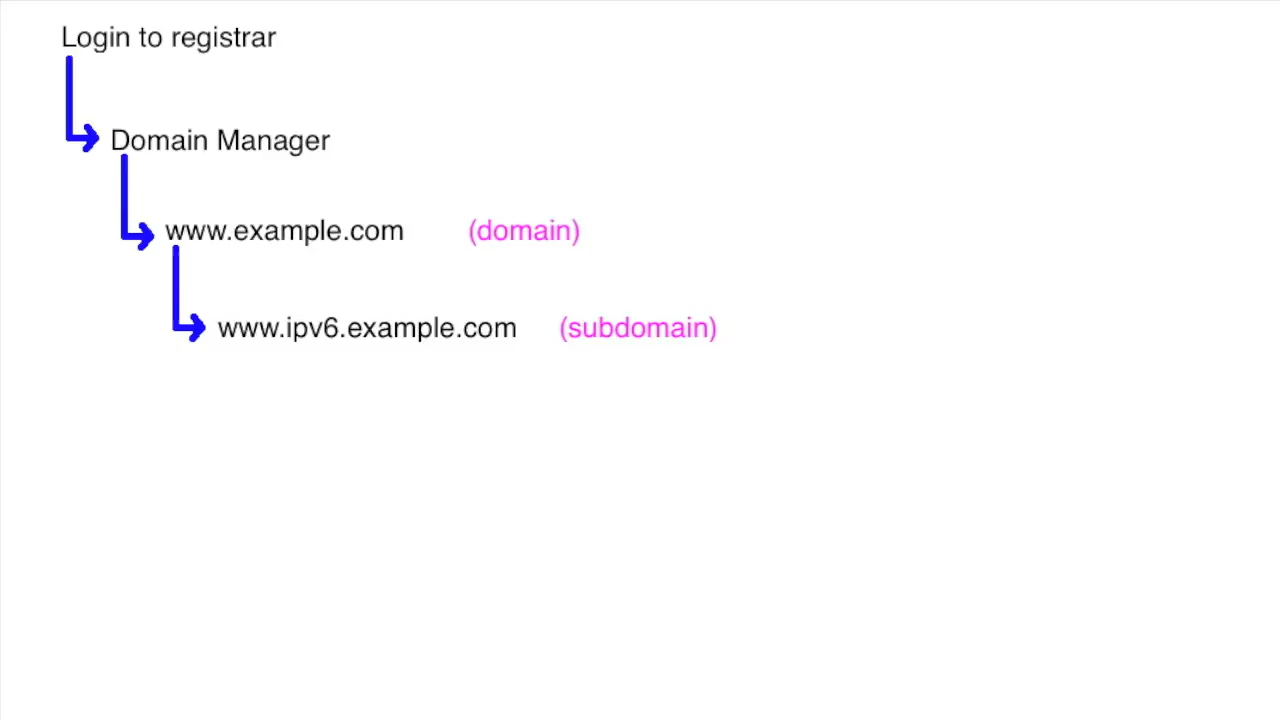 Login to registrar
Domain Manager
www.example.com (domain)
www.ipv6.example.com (subdomain)